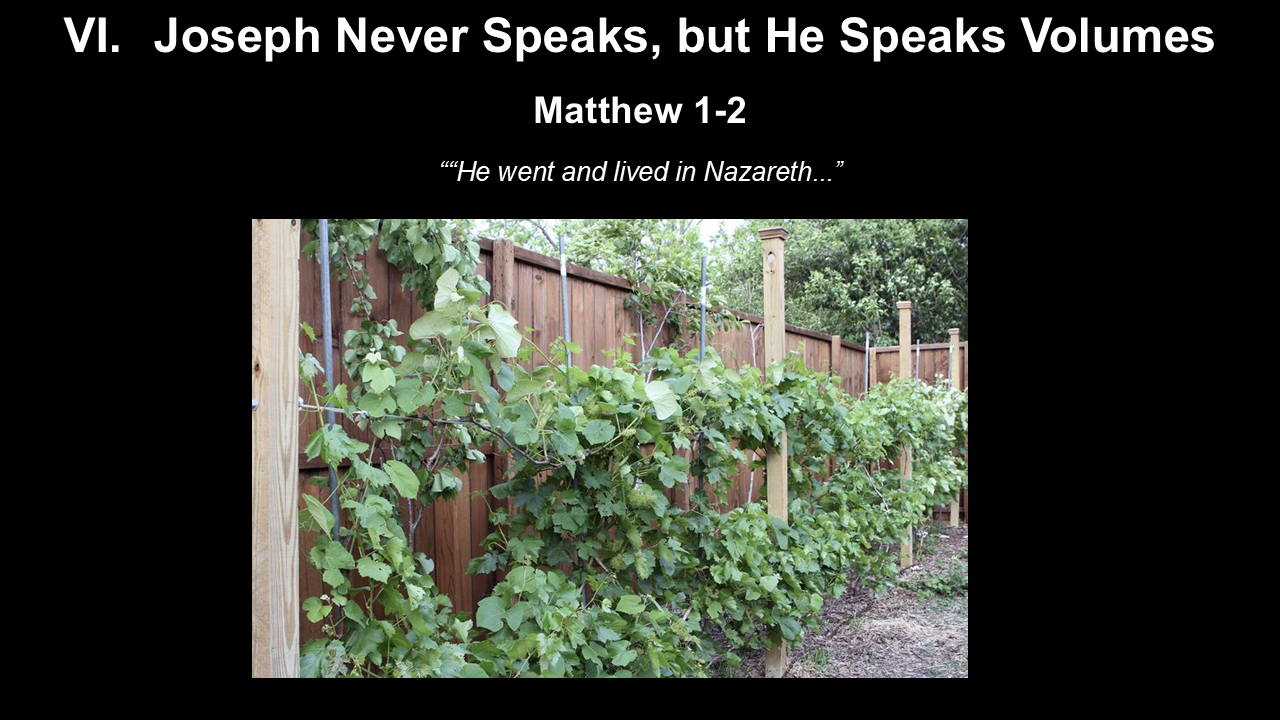 VI.  Joseph Never Speaks, but He Speaks Volumes
Matthew 1-2
““He went and lived in Nazareth...”